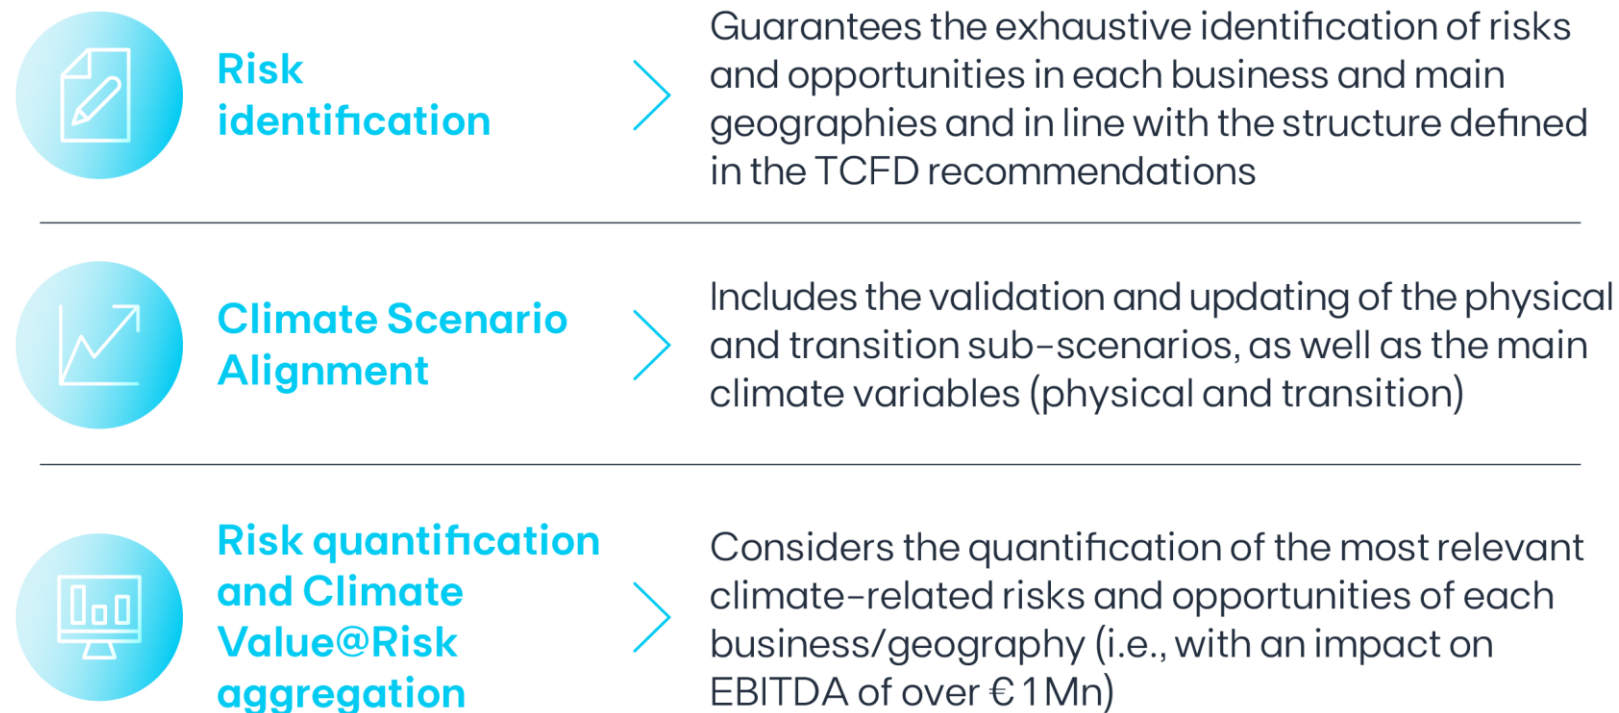 Risk
identification
Guarantees the exhaustive identification of risks
and opportunities in each business and main
geographies and in line with the structure defined
in the TCFD recommendations
Climate Scenario
Alignment
Includes the validation and updating of the physical
and transition sub-scenarios, as well as the main
climate variables (physical and transition)
Risk quantification
and Climate
Value@Risk
aggregation
Considers the quantification of the most relevant
climate-related risks and opportunities of each
business/geography (i.e., with an impact on
EBITDA of over €1Mn)